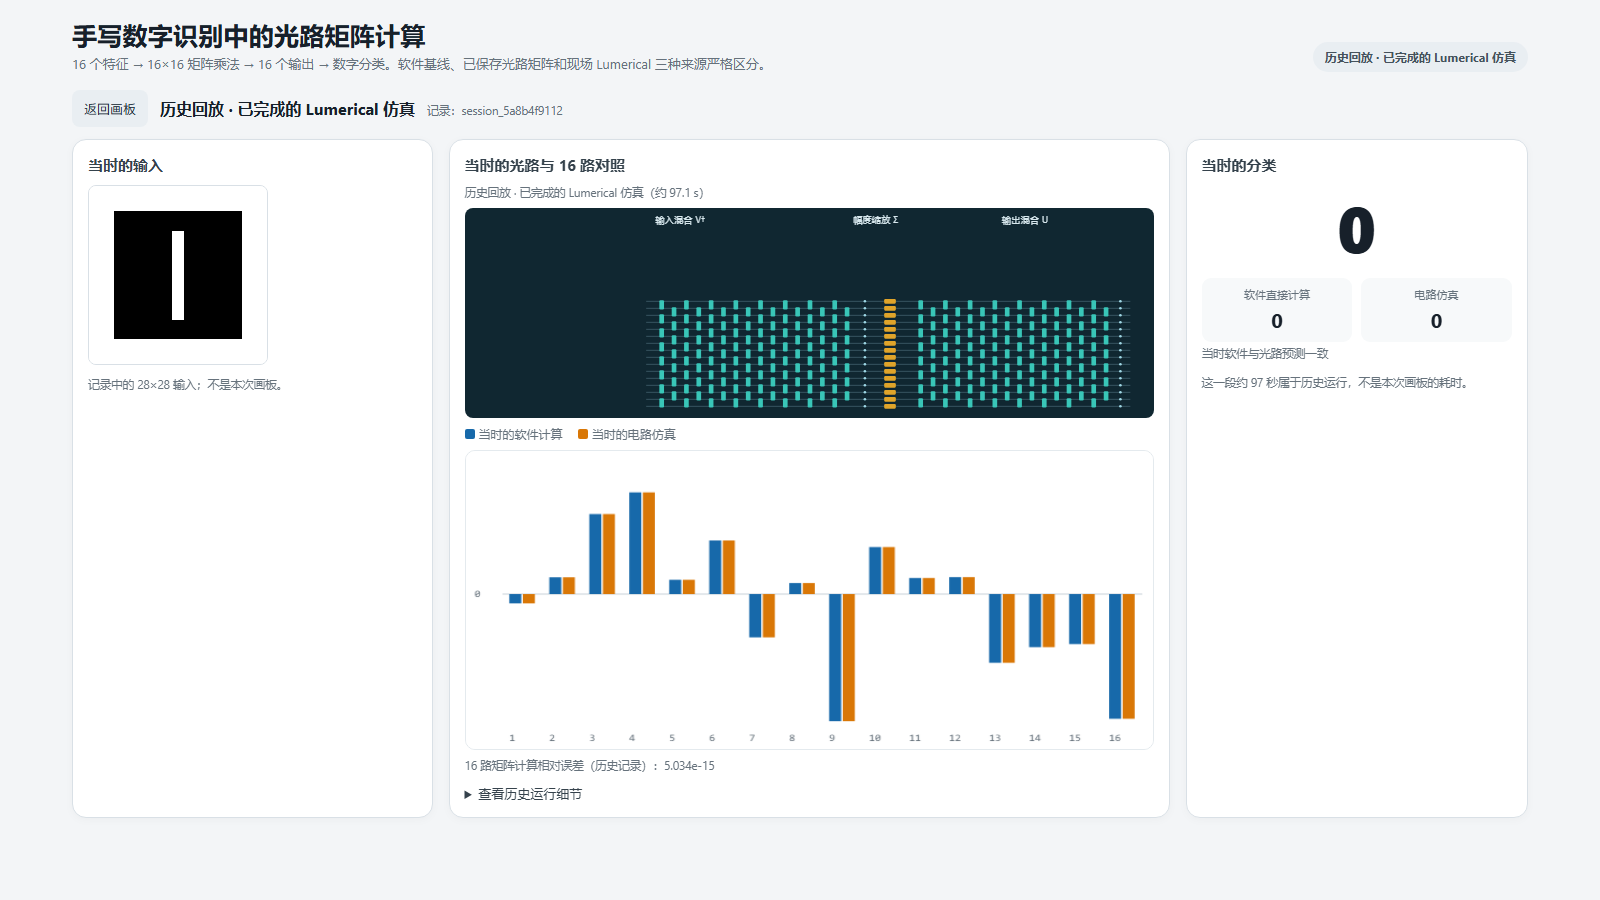 手写数字识别中的光路矩阵计算
16 个特征 → 16×16 矩阵乘法 → 16 个输出 → 数字分类。软件基线、已保存光路矩阵和现场 Lumerical 三种来源严格区分。
历史回放 · 已完成的 Lumerical 仿真
返回画板
历史回放 · 已完成的 Lumerical 仿真
记录：session_5a8b4f9112
当时的输入
记录中的 28×28 输入；不是本次画板。
当时的光路与 16 路对照
历史回放 · 已完成的 Lumerical 仿真（约 97.1 s）
输入混合 V† 幅度缩放 Σ 输出混合 U
当时的软件计算 当时的电路仿真
0
1 2 3 4 5 6 7 8 9 10 11 12 13 14 15 16
16 路矩阵计算相对误差（历史记录）：5.034e-15
▶ 查看历史运行细节
当时的分类
0
软件直接计算
0
电路仿真
0
当时软件与光路预测一致
这一段约 97 秒属于历史运行，不是本次画板的耗时。